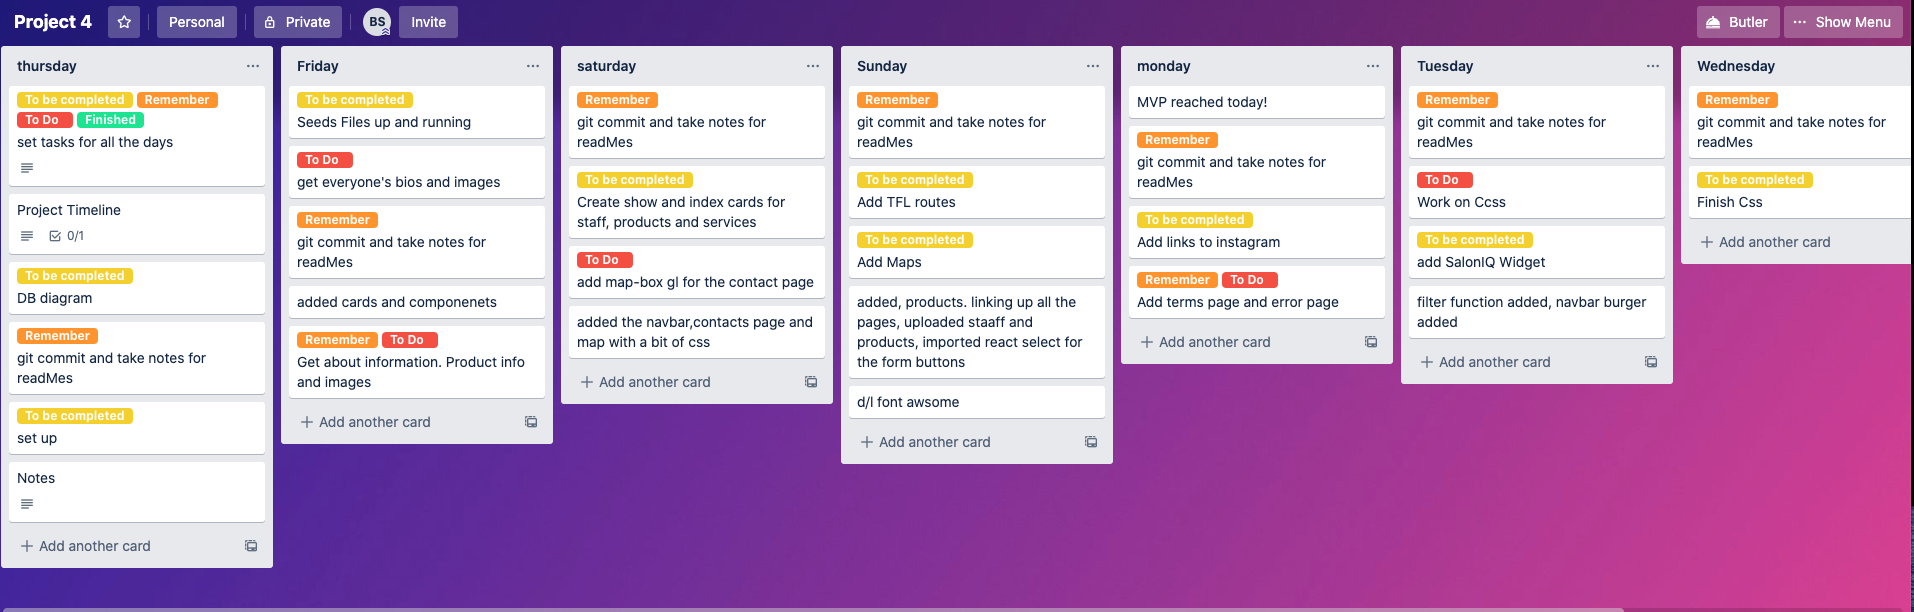 Project 4
Personal
Private
BS
Invite
Butler
Show Menu
thursday
To be completed Remember
To Do Finished
set tasks for all the days
Project Timeline
0/1
To be completed
DB diagram
Remember
git commit and take notes for
readMes
To be completed
set up
Notes
+ Add another card
Friday
To be completed
Seeds Files up and running
To Do
get everyone's bios and images
Remember
git commit and take notes for
readMes
added cards and componenets
Remember To Do
Get about information. Product info
and images
+ Add another card
saturday
Remember
git commit and take notes for
readMes
To be completed
Create show and index cards for
staff, products and services
To Do
add map-box gl for the contact page
added the navbar,contacts page and
map with a bit of css
+ Add another card
Sunday
Remember
git commit and take notes for
readMes
To be completed
Add TFL routes
To be completed
Add Maps
added, products. linking up all the
pages, uploaded staaff and
products, imported react select for
the form buttons
d/l font awsome
+ Add another card
monday
MVP reached today!
Remember
git commit and take notes for
readMes
To be completed
Add links to instagram
Remember To Do
Add terms page and error page
+ Add another card
Tuesday
Remember
git commit and take notes for
readMes
To Do
Work on Ccss
To be completed
add SalonIQ Widget
filter function added, navbar burger
added
+ Add another card
Wednesday
Remember
git commit and take notes for
readMes
To be completed
Finish Css
+ Add another card